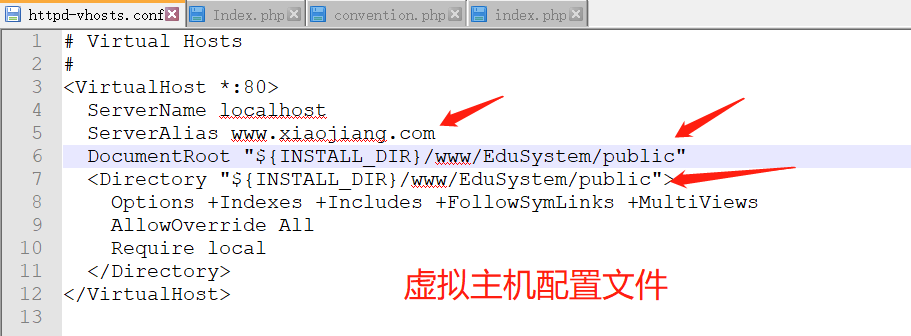 httpd-vhosts.conf Index.php convention.php index.php
1 # Virtual Hosts
2 #
3 <VirtualHost *:80>
4 ServerName localhost
5 ServerAlias www.xiaojiang.com
6 DocumentRoot "${INSTALL_DIR}/www/EduSystem/public"
7 <Directory "${INSTALL_DIR}/www/EduSystem/public">
8 Options +Indexes +Includes +FollowSymLinks +MultiViews
9 AllowOverride All
10 Require local
11 </Directory>
12 </VirtualHost>
13
虚拟主机配置文件